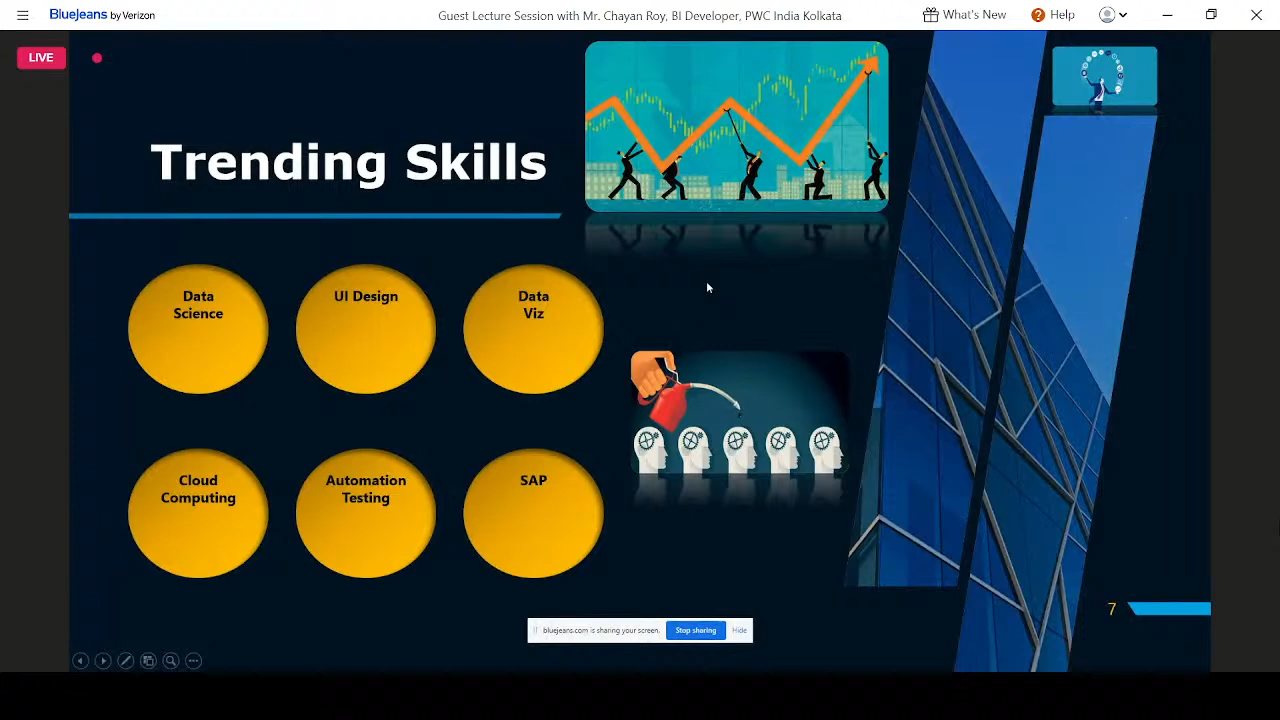 BlueJeans by Verizon
Guest Lecture Session with Mr. Chayan Roy, BI Developer, PWC India Kolkata
What's New
Help
LIVE
Trending Skills
Data
Science
UI Design
Data
Viz
Cloud
Computing
Automation
Testing
SAP
7
bluejeans.com is sharing your screen.
Stop sharing
Hide